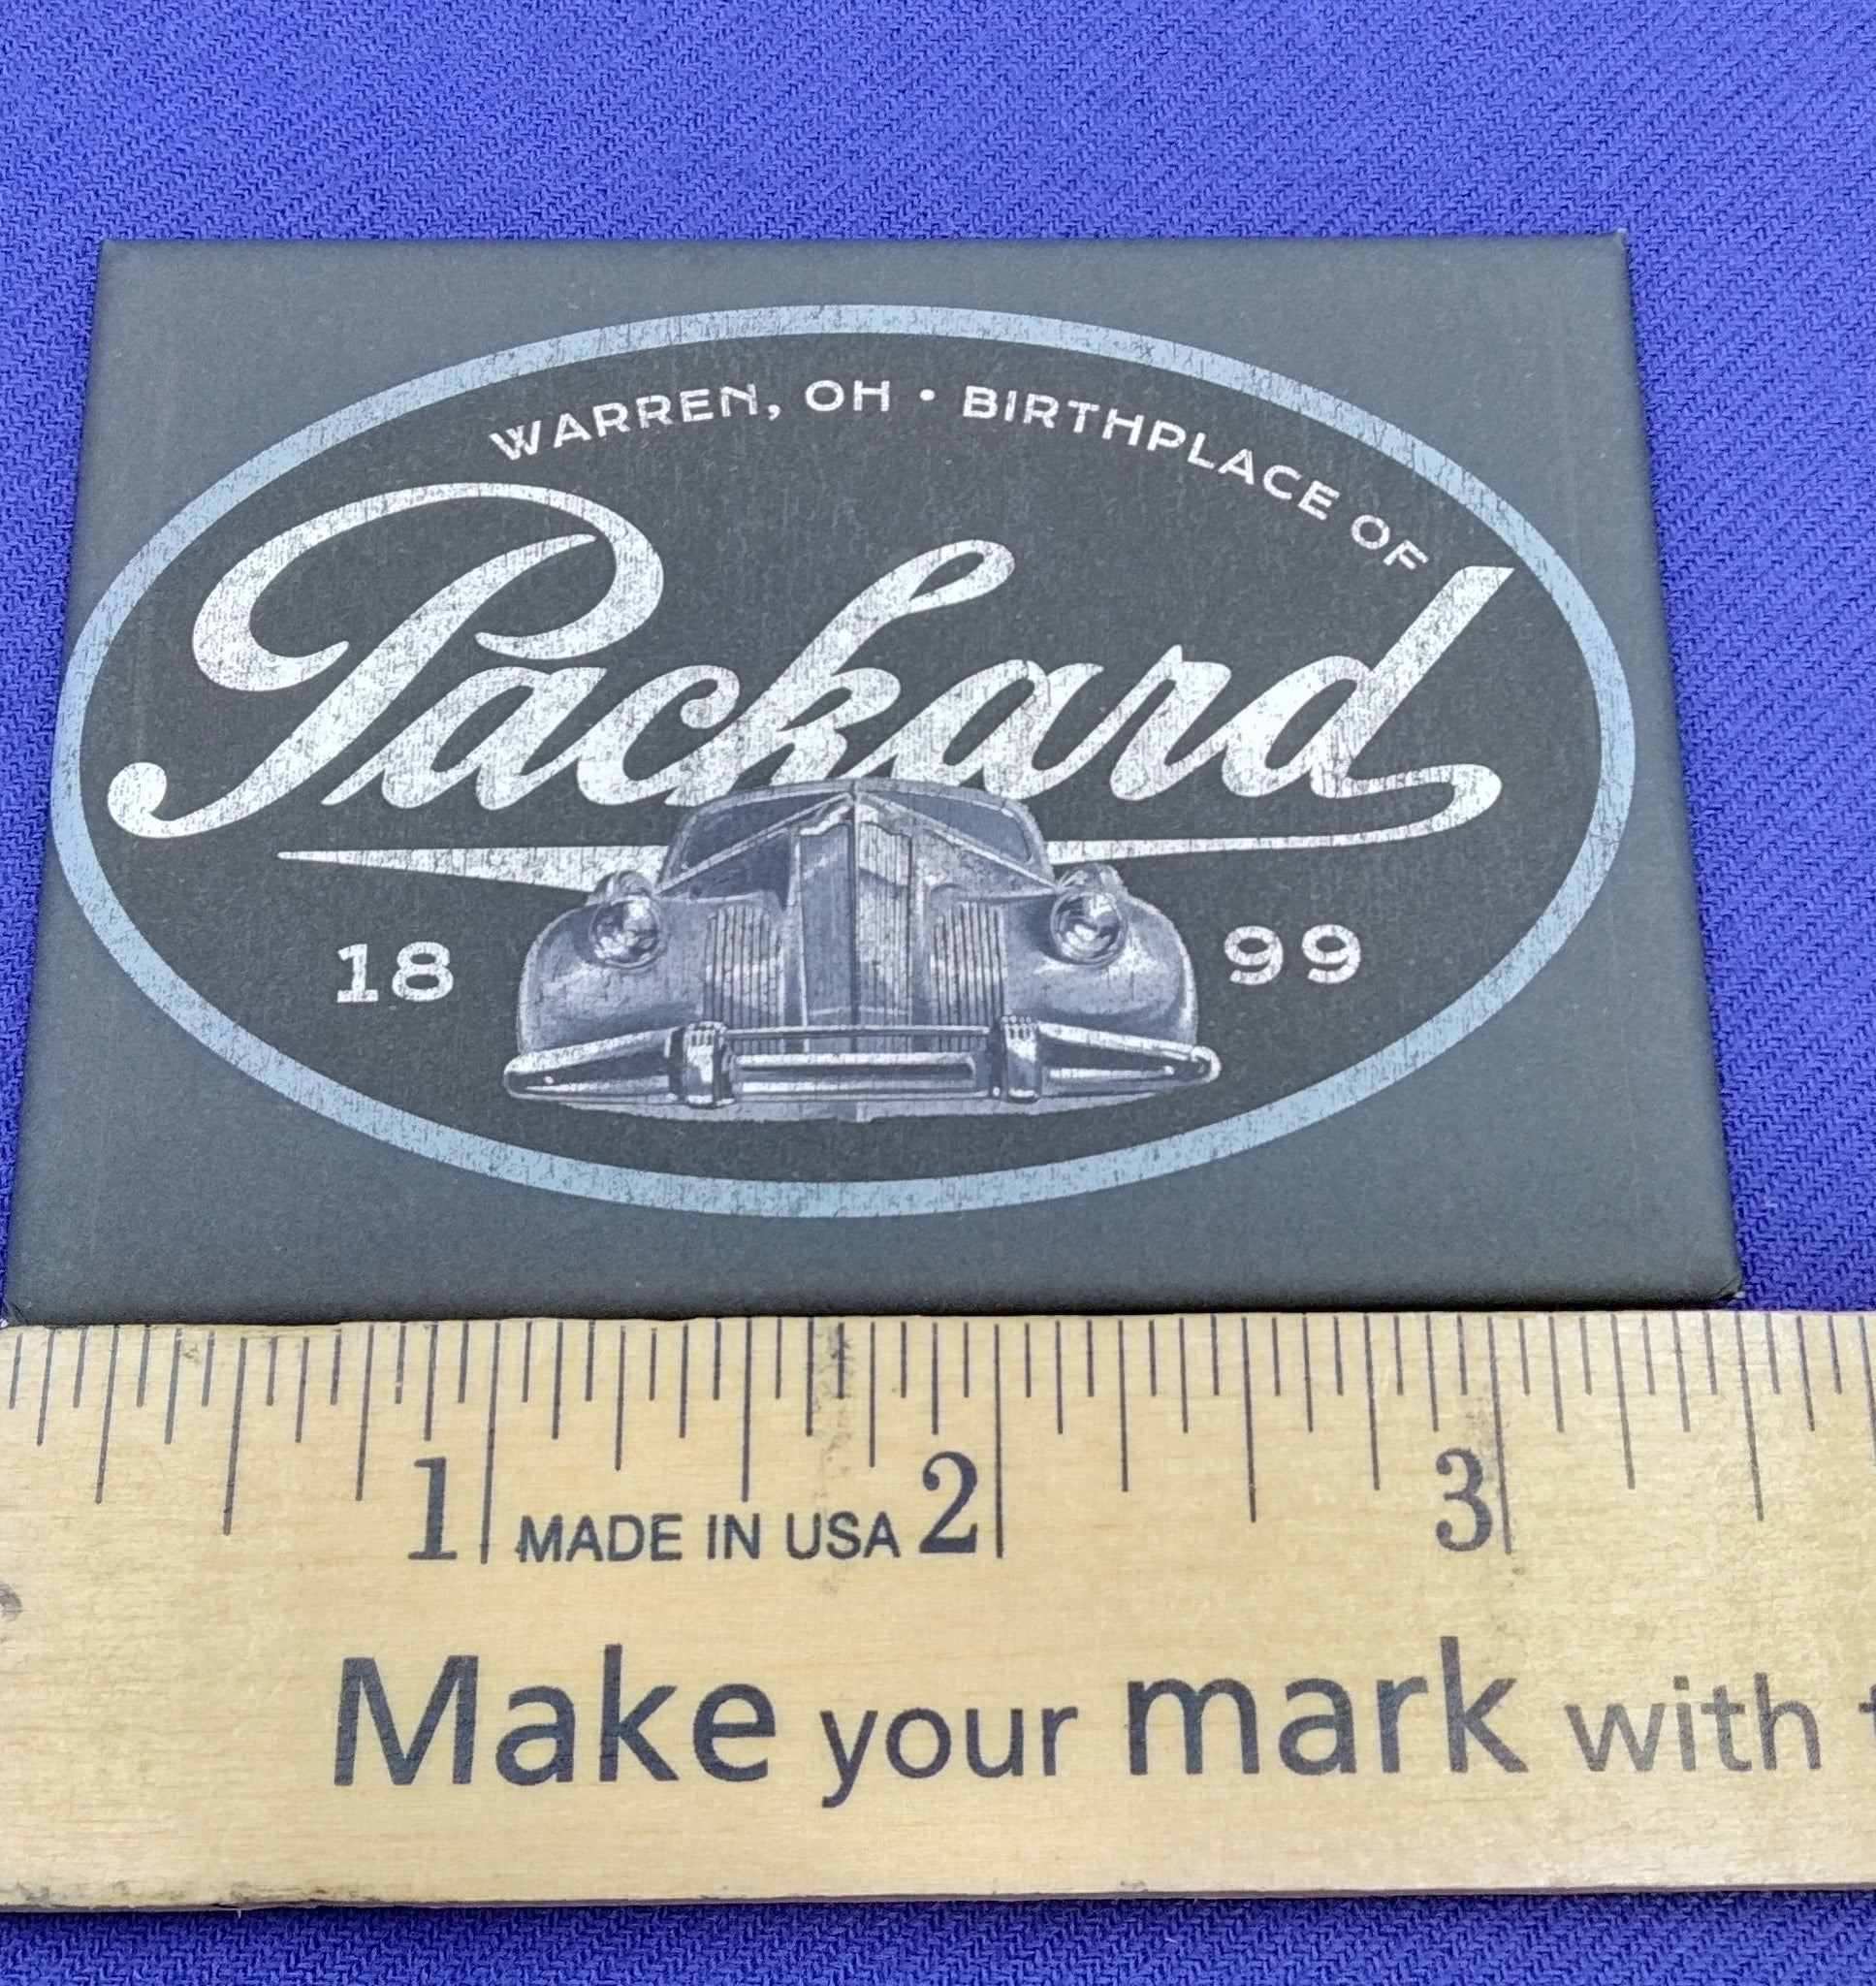 WARREN, OH • BIRTHPLACE OF
Packard
18 99
1 MADE IN USA 2 3
Make your mark with